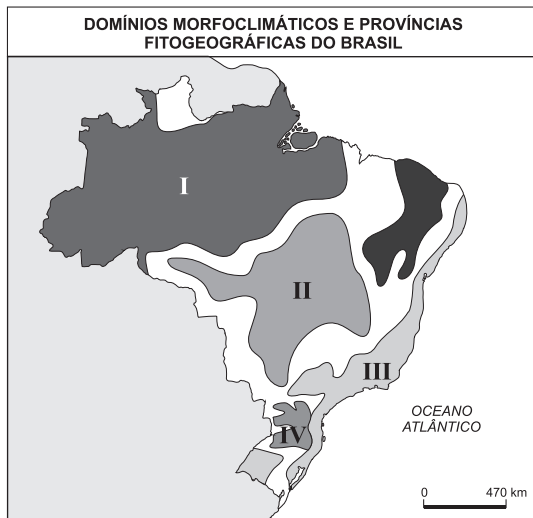 DOMÍNIOS MORFOCLIMÁTICOS E PROVÍNCIAS
FITOGEOGRÁFICAS DO BRASIL
I
II
III
IV
OCEANO
ATLÂNTICO
0 470 km